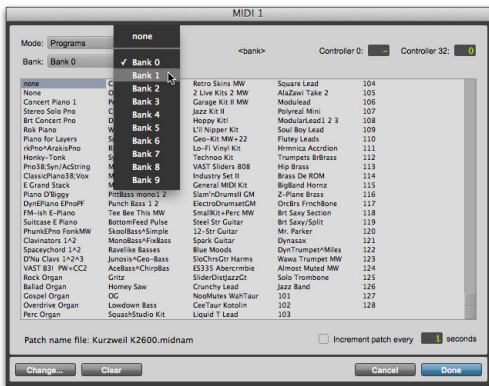 MIDI 1
Mode: Programs
none
<bank>
Controller 0: –
Controller 32: 0
Bank: Bank 0
✓ Bank 0
Bank 1
Bank 2
Bank 3
Bank 4
Bank 5
Bank 6
Bank 7
Bank 8
Bank 9
none
None
Concert Piano 1
Stereo Solo Pno
Brt Concert Pno
Rok Piano
Piano for Layers
rkPno^ArakisPno
Honky-Tonk
Pno38;Syn/AcString
ClassicPiano38;Vox
E Grand Stack
Piano D'Biggy
DynEPiano EPnoPF
FM-ish E-Piano
Suitcase E Piano
PhunkEPno FonkMW
Clavinators 1^2
Spaceychord 1^2
D'Nu Clavs 1^2^3
VAST B3! PW+CC2
Rock Organ
Ballad Organ
Gospel Organ
Overdrive Organ
Perc Organ
PittBass mono1 2
Punch Bass 1 2
Tee Bee This MW
BottomFeed Pulse
SkoolBass^Simple
MonoBass^FixBass
Ravelike Basses
Junosis^Geo-Bass
AceBass^ChirpBas
Gritz
Homey Saw
OG
Lowdown Bass
SquashStudio Kit
Retro Skins MW
2 Live Kits 2 MW
Garage Kit II MW
Jazz Kit II
Hoppy Kit!
L'il Nipper Kit
Geo-Kit MW+22
Lo-Fi Vinyl Kit
Technoo Kit
VAST Sliders 808
Industry Set II
General MIDI Kit
Slam'nDrumsII GM
ElectroDrumsetGM
SmallKit+Perc MW
Steel Str Guitar
12-Str Guitar
Spark Guitar
Blue Moods
SloChrsGtr Harms
ES335 Abercrmbie
SliderDistJazzGt
Crunchy Lead
NooMutes WahTaur
CeeTaur Kotolin
Liquid T Lead
Square Lead
AlaZawi Take 2
Modulead
Polyreal Mini
ModularLead1 2 3
Soul Boy Lead
Flutey Leads
Hrmnica Accrdion
Trumpets BrBrass
Hip Brass
Brass De ROM
BigBand Hornz
Z-Plane Brass
OrcBrs FrnchBone
Brt Saxy Section
Brt Saxy/Split
Mr. Parker
Dynasax
DynTrumpet^Miles
Wawa Trumpet MW
Almost Muted MW
Solo Trombone
Jazz Band
101
102
103
104
105
106
107
108
109
110
111
112
113
114
115
116
117
118
119
120
121
122
123
124
125
126
127
128
Patch name file: Kurzweil K2600.midnam
Increment patch every 1 seconds
Change...
Clear
Cancel
Done